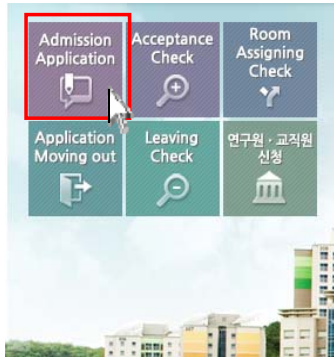 Admission
Application
Acceptance
Check
Room
Assigning
Check
Application
Moving out
Leaving
Check
연구원 · 교직원
신청